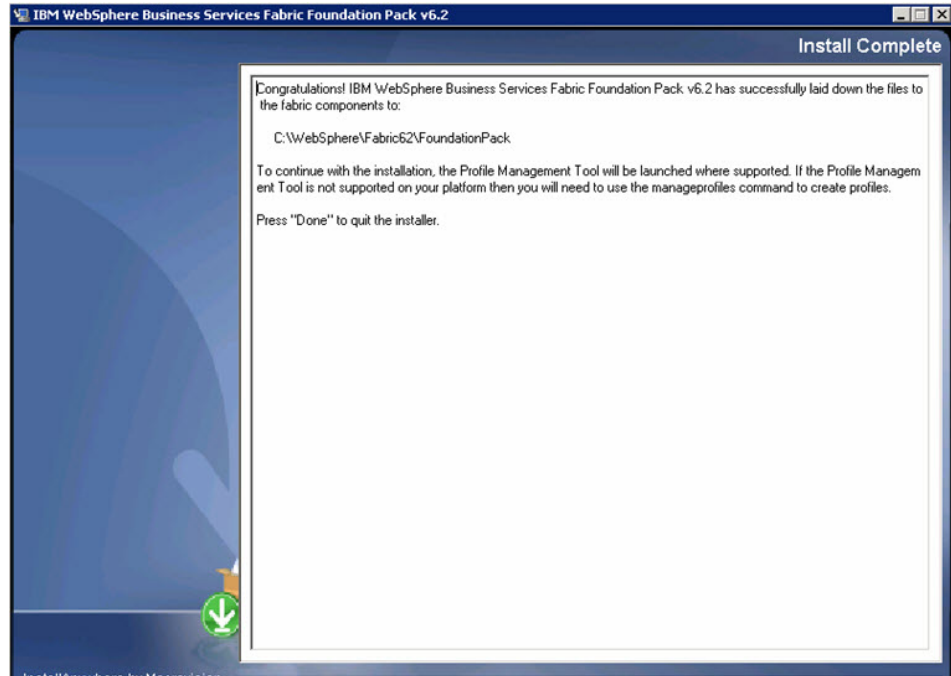 IBM WebSphere Business Services Fabric Foundation Pack v6.2
Install Complete
Congratulations! IBM WebSphere Business Services Fabric Foundation Pack v6.2 has successfully laid down the files to
the fabric components to:
C:\WebSphere\Fabric62\FoundationPack
To continue with the installation, the Profile Management Tool will be launched where supported. If the Profile Managem
ent Tool is not supported on your platform then you will need to use the manageprofiles command to create profiles.
Press "Done" to quit the installer.